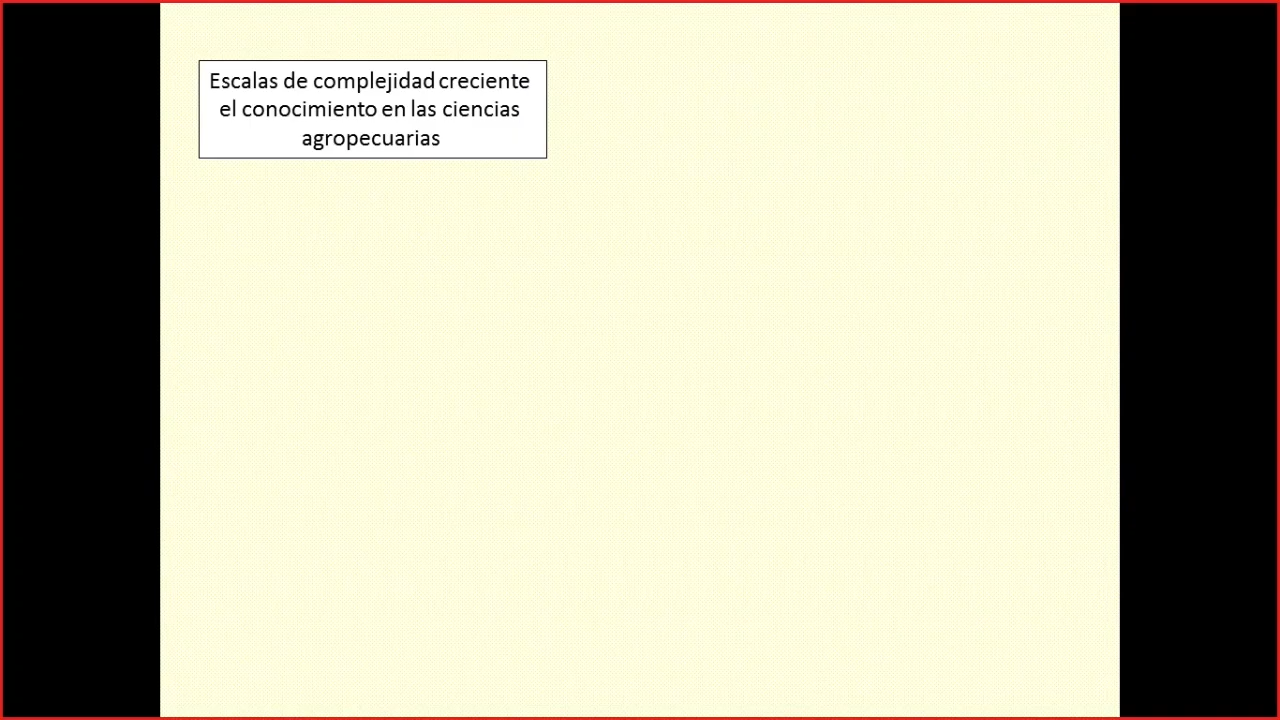 Escalas de complejidad creciente
el conocimiento en las ciencias
agropecuarias